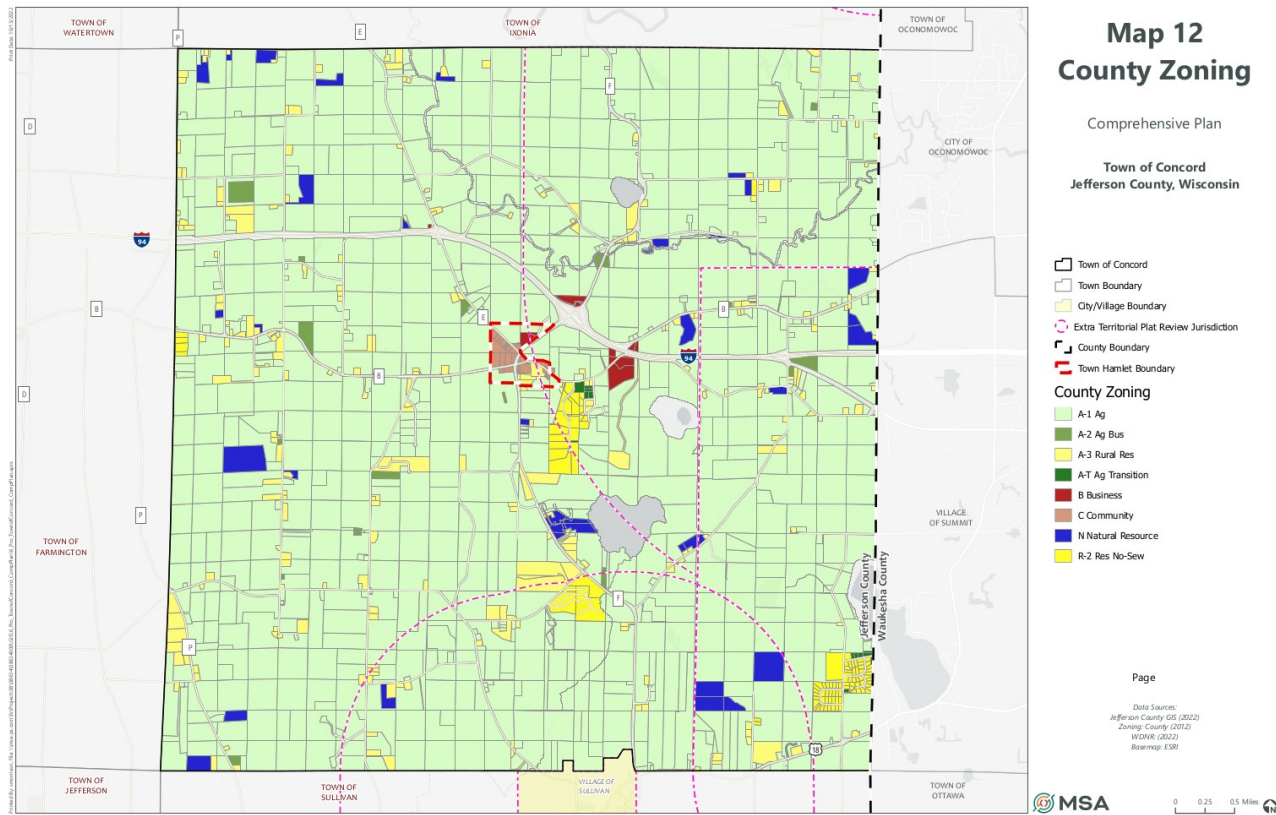 Map 12
County Zoning
Comprehensive Plan
Town of Concord
Jefferson County, Wisconsin
Town of Concord
Town Boundary
City/Village Boundary
Extra Territorial Plat Review Jurisdiction
County Boundary
Town Hamlet Boundary
County Zoning
A-1 Ag
A-2 Ag Bus
A-3 Rural Res
A-T Ag Transition
B Business
C Community
N Natural Resource
R-2 Res No-Sew
Page
Data Sources:
Jefferson County GIS (2022)
Zoning: County (2012)
WDNR: (2022)
Basemap: ESRI
MSA
0 0.25 0.5 Miles
N
TOWN OF
WATERTOWN
TOWN OF
IXONIA
TOWN OF
OCONOMOWOC
P
E
F
D
CITY OF
OCONOMOWOC
94
B
E
B
94
B
D
P
TOWN OF
FARMINGTON
VILLAGE
OF SUMMIT
Jefferson County
Waukesha County
F
P
18
TOWN OF
JEFFERSON
TOWN OF
SULLIVAN
VILLAGE OF
SULLIVAN
TOWN OF
OTTAWA